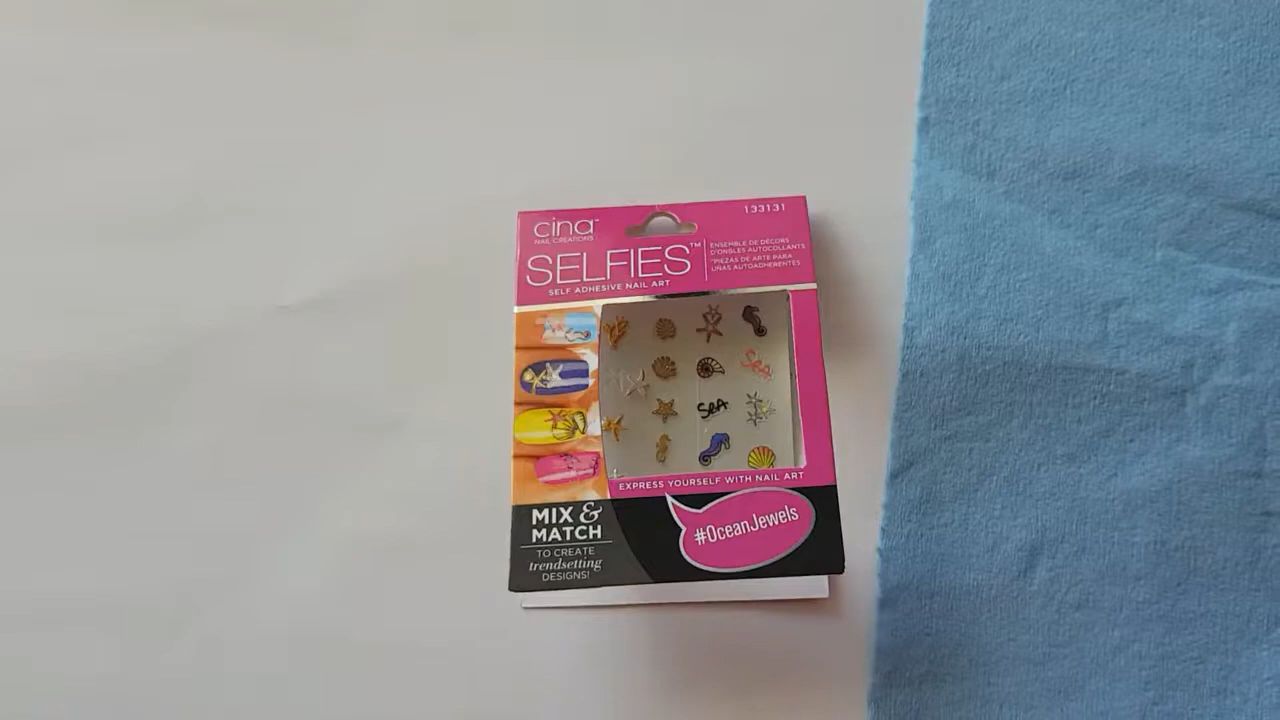 133131
cina™
NAIL CREATIONS
SELFIES™
SELF ADHESIVE NAIL ART
ENSEMBLE DE DÉCORS
D'ONGLES AUTOCOLLANTS
PIEZAS DE ARTE PARA
UÑAS AUTOADHERENTES
Sea
SeA
EXPRESS YOURSELF WITH NAIL ART
MIX &
MATCH
TO CREATE
trendsetting
DESIGNS!
#OceanJewels